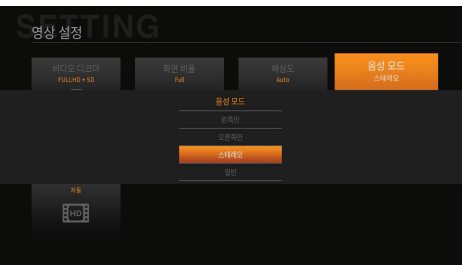 SETTING
영상 설정
비디오 디코더
FULLHD + SD
화면 비율
Full
해상도
Auto
음성 모드
스테레오
음성 모드
왼쪽만
오른쪽만
스테레오
일반
자동
HD